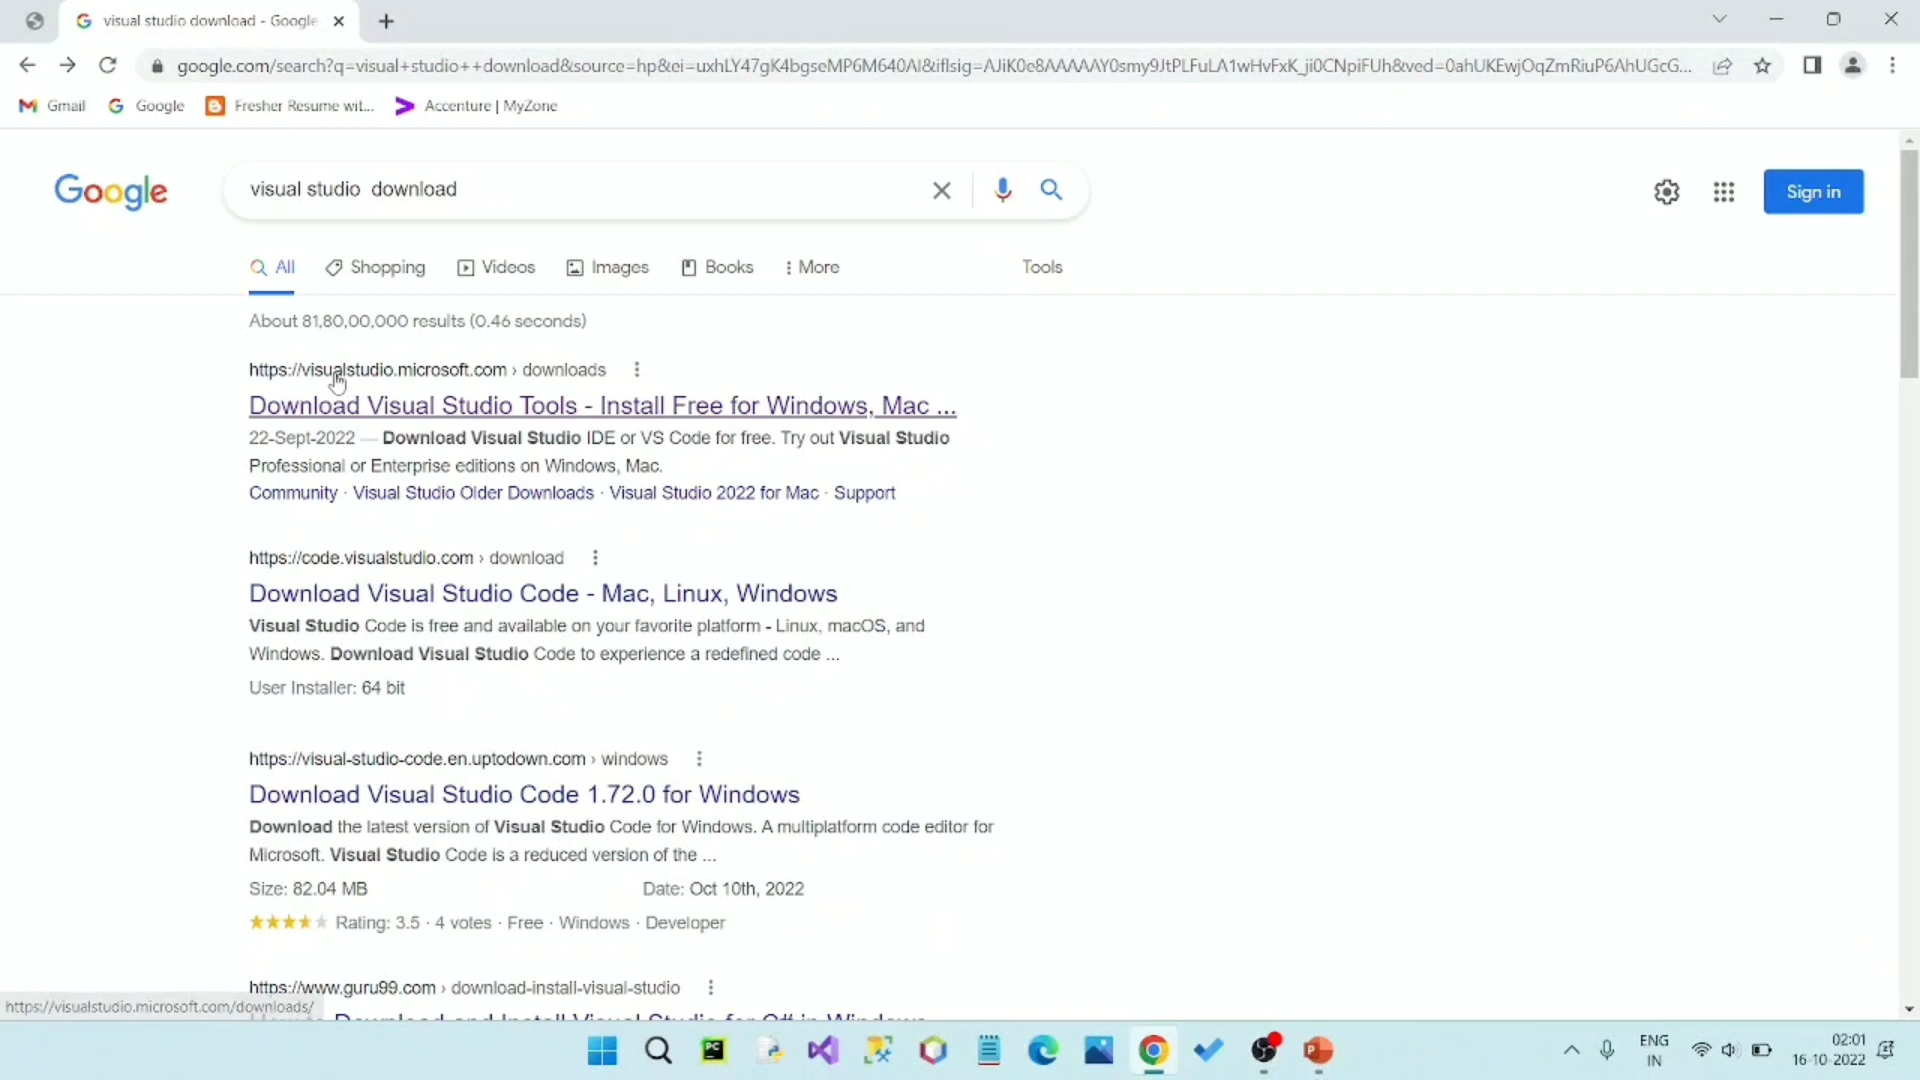 visual studio download - Google
google.com/search?q=visual+studio++download&source=hp&ei=uxhLY47gK4bgseMP6M640AI&iflsig=AJiK0e8AAAAAY0smy9JtPLFuLA1wHvFxK_ji0CNpiFUh&ved=0ahUKEwjOqZmRiuP6AhUGcG...
Gmail Google Fresher Resume wit... Accenture | MyZone
Google visual studio download Sign in
All Shopping Videos Images Books More Tools
About 81,80,00,000 results (0.46 seconds)
https://visualstudio.microsoft.com › downloads
Download Visual Studio Tools - Install Free for Windows, Mac ...
22-Sept-2022 — Download Visual Studio IDE or VS Code for free. Try out Visual Studio
Professional or Enterprise editions on Windows, Mac.
Community · Visual Studio Older Downloads · Visual Studio 2022 for Mac · Support
https://code.visualstudio.com › download
Download Visual Studio Code - Mac, Linux, Windows
Visual Studio Code is free and available on your favorite platform - Linux, macOS, and
Windows. Download Visual Studio Code to experience a redefined code ...
User Installer: 64 bit
https://visual-studio-code.en.uptodown.com › windows
Download Visual Studio Code 1.72.0 for Windows
Download the latest version of Visual Studio Code for Windows. A multiplatform code editor for
Microsoft. Visual Studio Code is a reduced version of the ...
Size: 82.04 MB Date: Oct 10th, 2022
Rating: 3.5 · 4 votes · Free · Windows · Developer
https://www.guru99.com › download-install-visual-studio
https://visualstudio.microsoft.com/downloads/
Download and Install Visual Studio for C# in Windows
PC
P
ENG
IN
02:01
16-10-2022